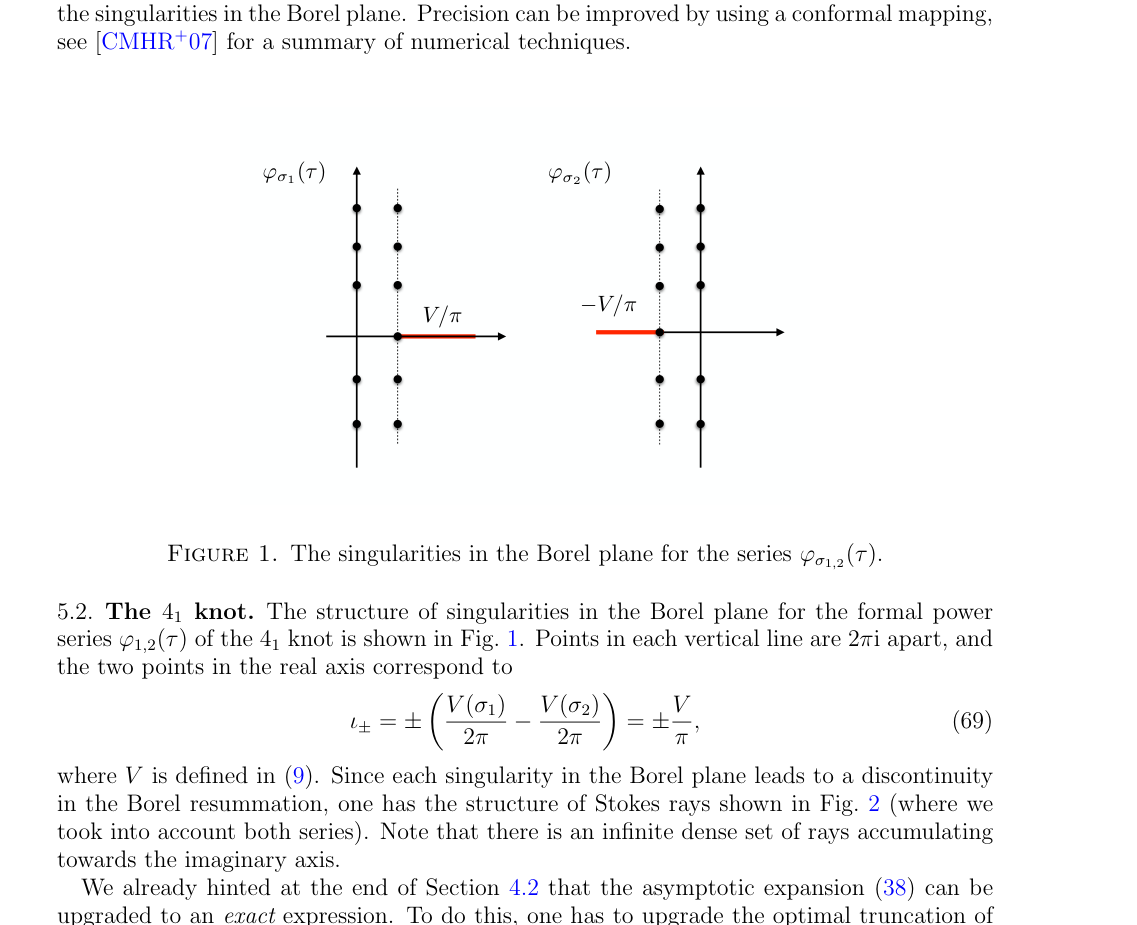 the singularities in the Borel plane. Precision can be improved by using a conformal mapping,
see [CMHR⁺07] for a summary of numerical techniques.
φ_{σ₁}(τ)
φ_{σ₂}(τ)
V/π
−V/π
Figure 1. The singularities in the Borel plane for the series φ_{σ₁,₂}(τ).
5.2. The 4₁ knot. The structure of singularities in the Borel plane for the formal power
series φ₁,₂(τ) of the 4₁ knot is shown in Fig. 1. Points in each vertical line are 2πi apart, and
the two points in the real axis correspond to
ι± = ± (V(σ₁)/2π − V(σ₂)/2π) = ± V/π, (69)
where V is defined in (9). Since each singularity in the Borel plane leads to a discontinuity
in the Borel resummation, one has the structure of Stokes rays shown in Fig. 2 (where we
took into account both series). Note that there is an infinite dense set of rays accumulating
towards the imaginary axis.
We already hinted at the end of Section 4.2 that the asymptotic expansion (38) can be
upgraded to an exact expression. To do this, one has to upgrade the optimal truncation of